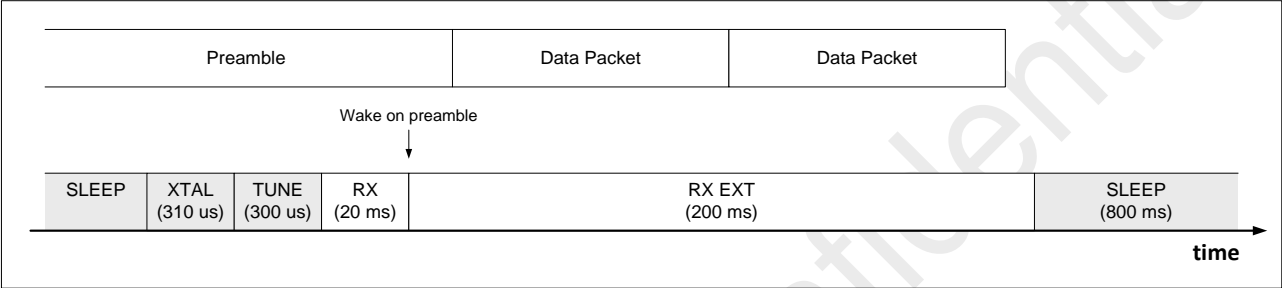 Preamble
Data Packet
Data Packet
Wake on preamble
SLEEP
XTAL
(310 us)
TUNE
(300 us)
RX
(20 ms)
RX EXT
(200 ms)
SLEEP
(800 ms)
time